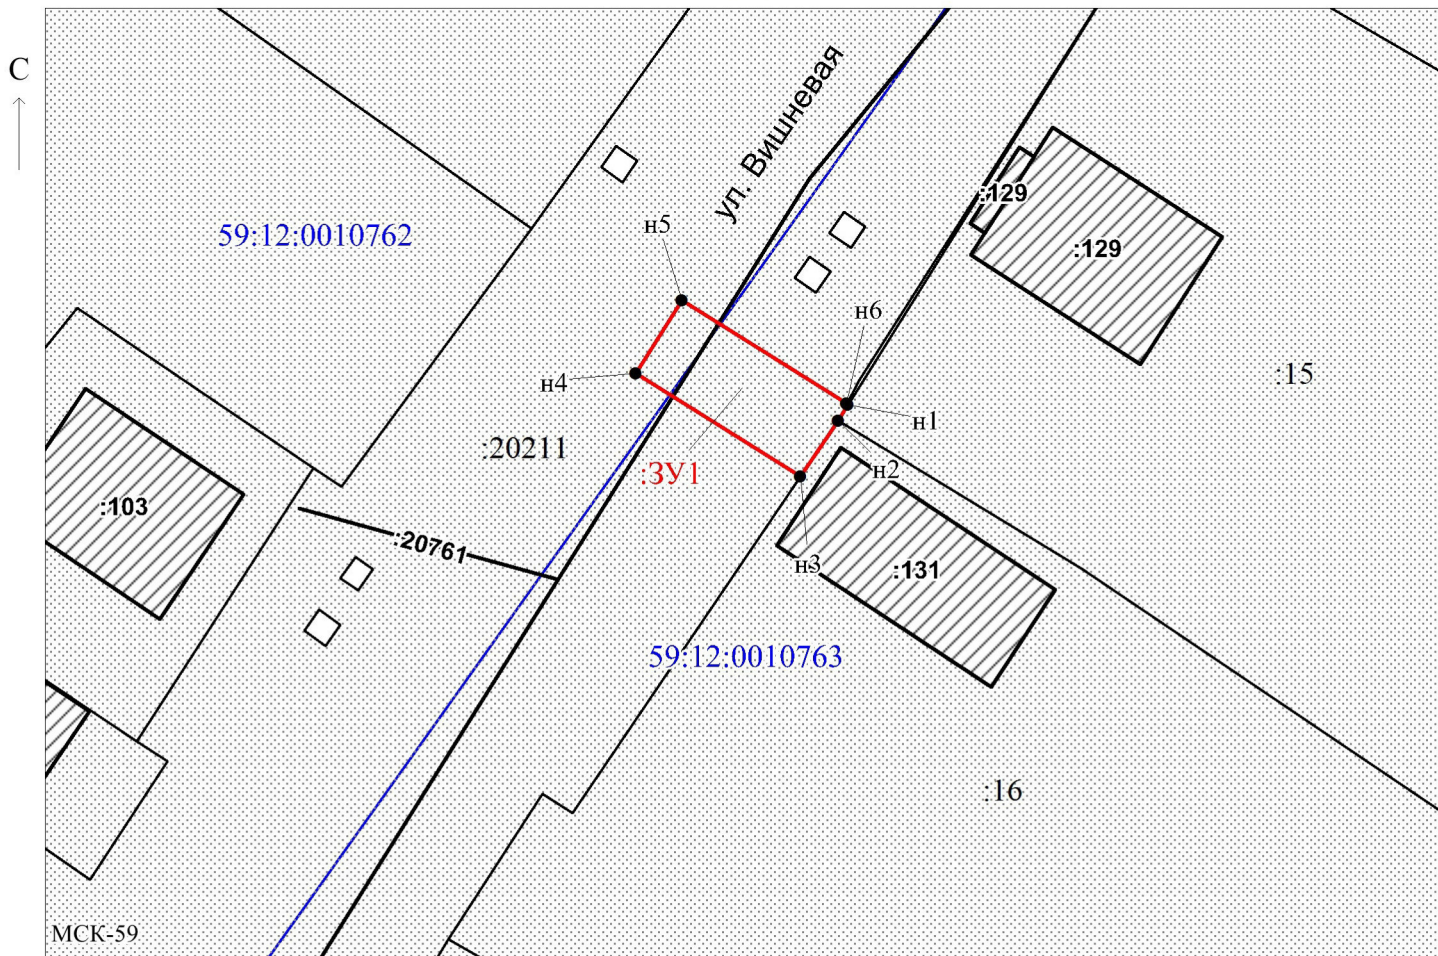 С
ул. Вишневая
:129
:129
н5
59:12:0010762
н6
:15
н4
н1
:20211
:ЗУ1
н2
:103
:20761
н3
:131
59:12:0010763
:16
МСК-59